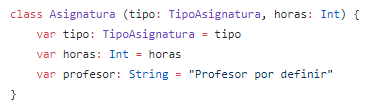 class Asignatura (tipo: TipoAsignatura, horas: Int) {
    var tipo: TipoAsignatura = tipo
    var horas: Int = horas
    var profesor: String = "Profesor por definir"
}